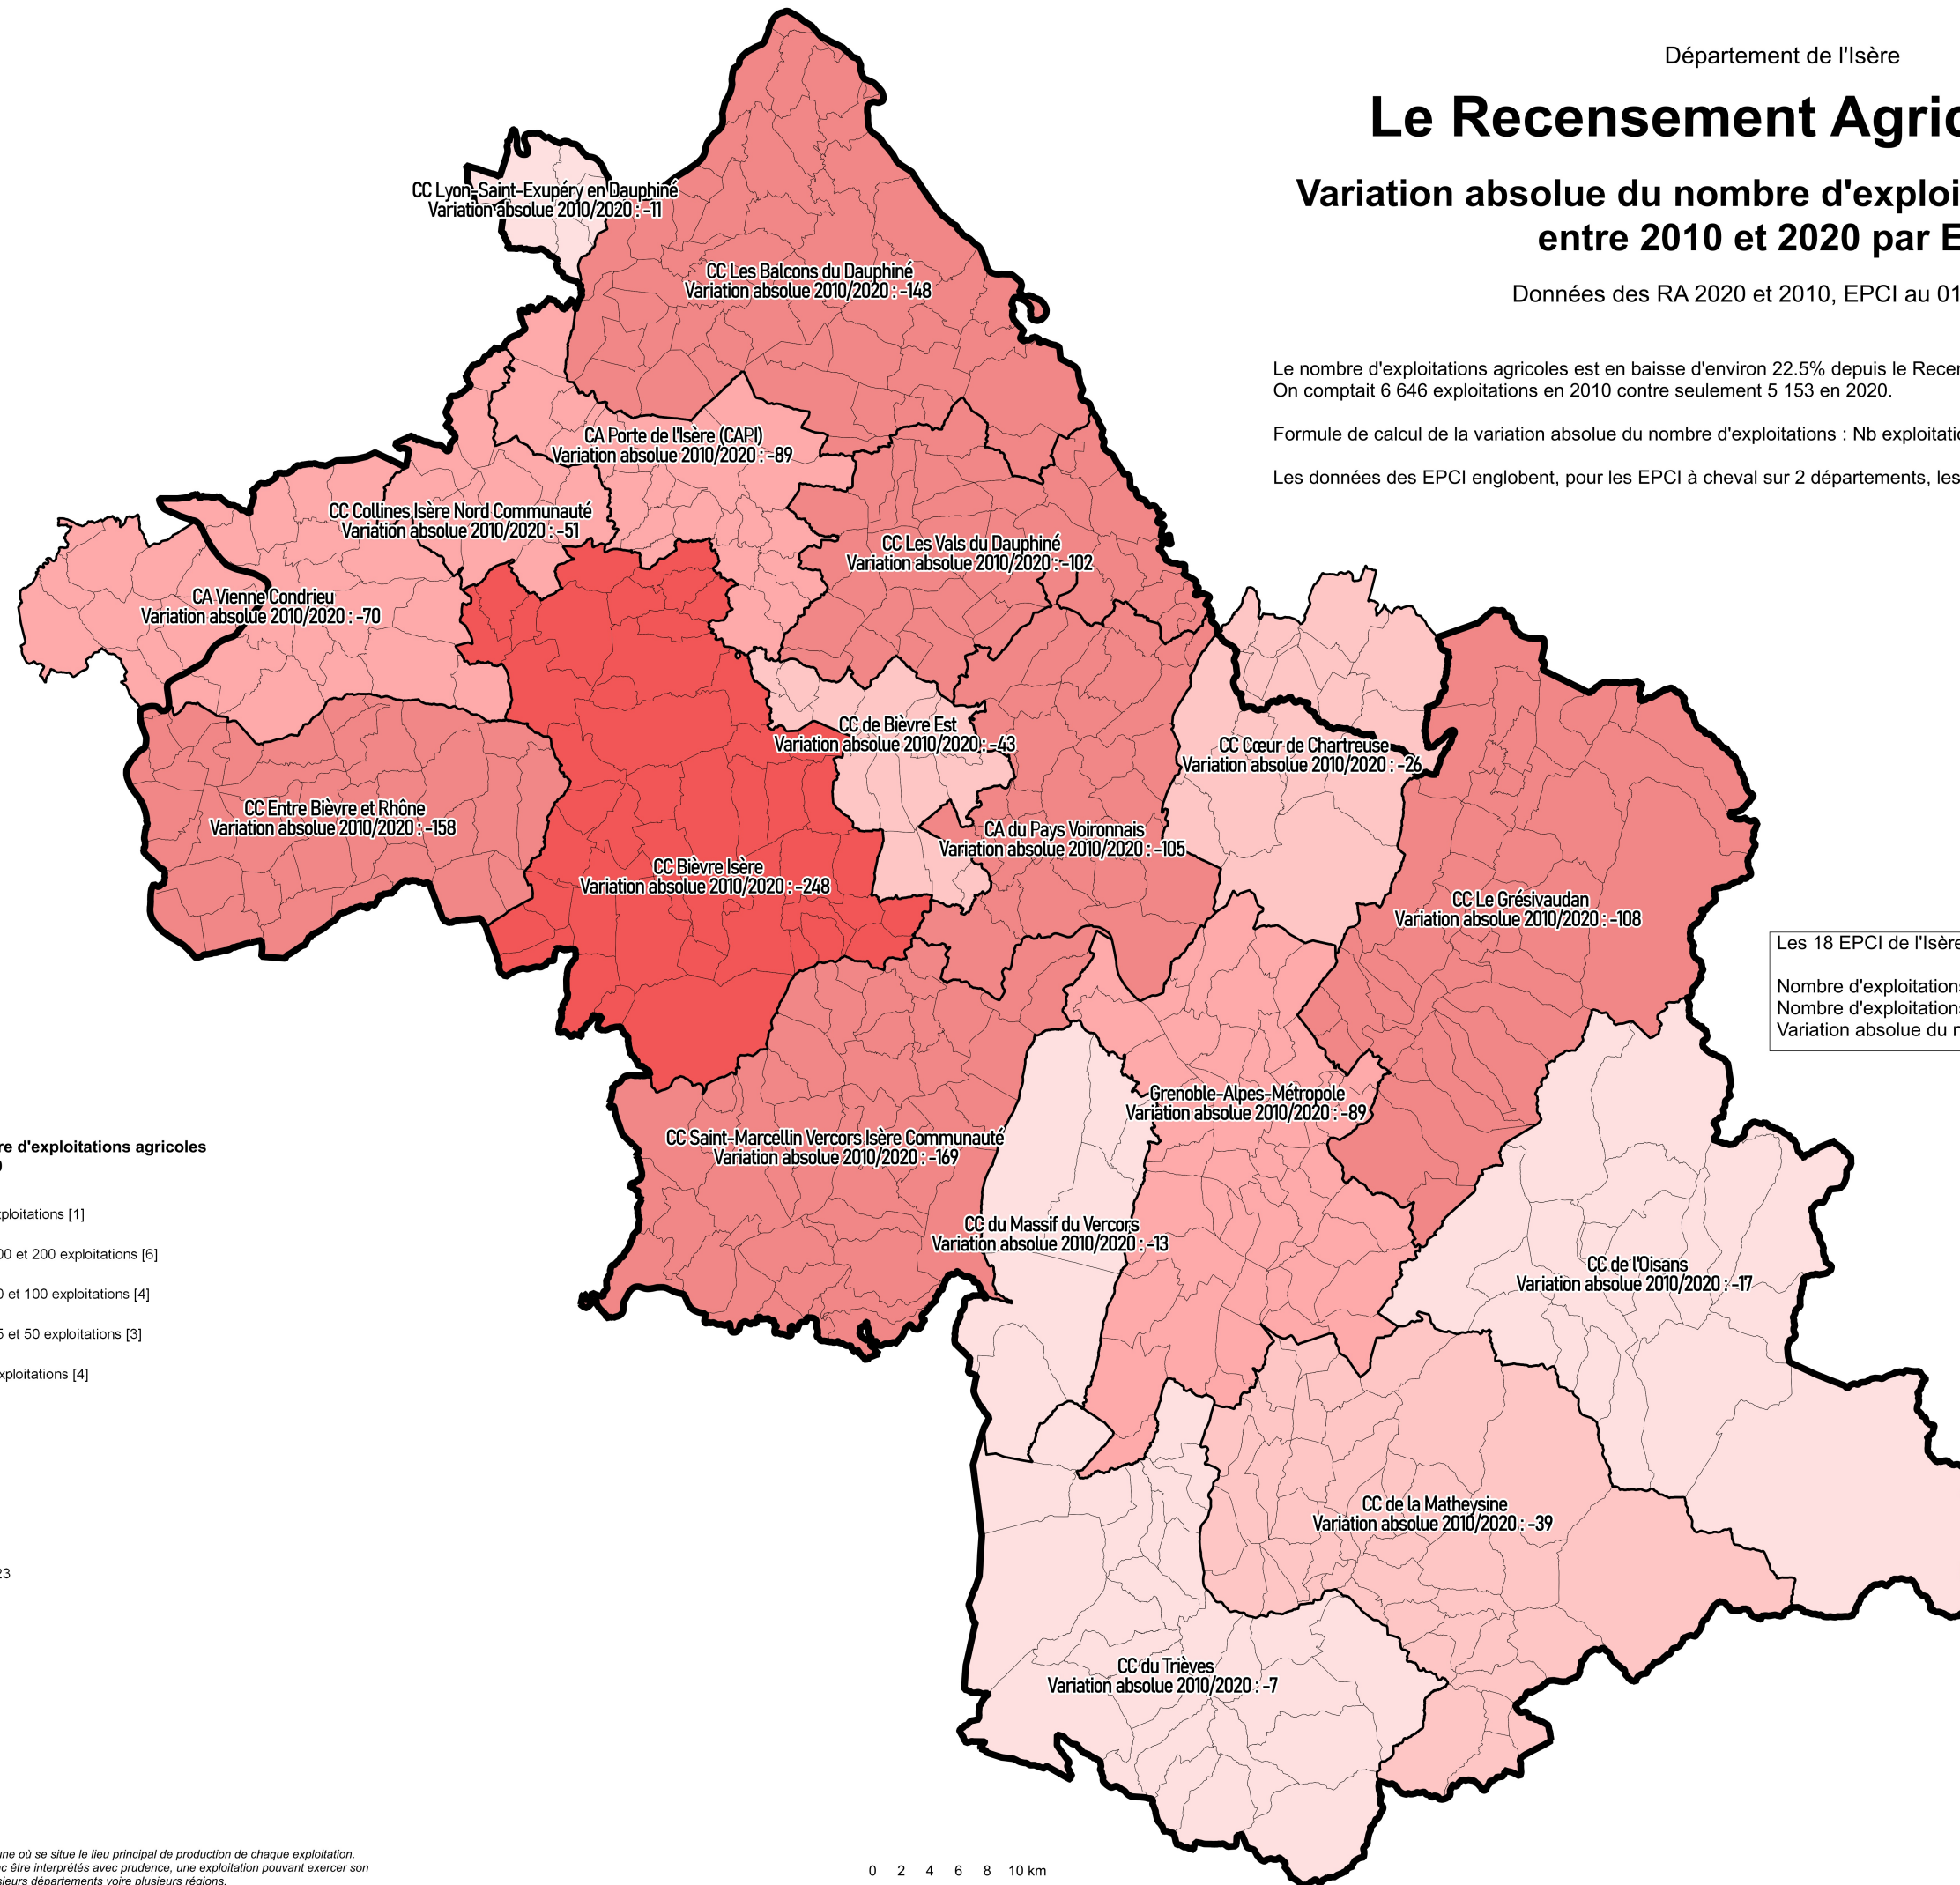 Département de l'Isère
Le Recensement Agric
Variation absolue du nombre d'exploi
entre 2010 et 2020 par E
Données des RA 2020 et 2010, EPCI au 01
Le nombre d'exploitations agricoles est en baisse d'environ 22.5% depuis le Recen
On comptait 6 646 exploitations en 2010 contre seulement 5 153 en 2020.
Formule de calcul de la variation absolue du nombre d'exploitations : Nb exploitatio
Les données des EPCI englobent, pour les EPCI à cheval sur 2 départements, les
CC Lyon-Saint-Exupéry en Dauphiné
Variation absolue 2010/2020 : -11
CC Les Balcons du Dauphiné
Variation absolue 2010/2020 : -148
CA Porte de l'Isère (CAPI)
Variation absolue 2010/2020 : -89
CC Collines Isère Nord Communauté
Variation absolue 2010/2020 : -51
CC Les Vals du Dauphiné
Variation absolue 2010/2020 : -102
CA Vienne Condrieu
Variation absolue 2010/2020 : -70
CC de Bièvre Est
Variation absolue 2010/2020 : -43
CC Cœur de Chartreuse
Variation absolue 2010/2020 : -26
CC Entre Bièvre et Rhône
Variation absolue 2010/2020 : -158
CA du Pays Voironnais
Variation absolue 2010/2020 : -105
CC Bièvre Isère
Variation absolue 2010/2020 : -248
CC Le Grésivaudan
Variation absolue 2010/2020 : -108
Les 18 EPCI de l'Isère
Nombre d'exploitations
Nombre d'exploitations
Variation absolue du n
Grenoble-Alpes-Métropole
Variation absolue 2010/2020 : -89
CC Saint-Marcellin Vercors Isère Communauté
Variation absolue 2010/2020 : -169
CC du Massif du Vercors
Variation absolue 2010/2020 : -13
CC de l'Oisans
Variation absolue 2010/2020 : -17
CC de la Matheysine
Variation absolue 2010/2020 : -39
CC du Trièves
Variation absolue 2010/2020 : -7
re d'exploitations agricoles
0
ploitations [1]
00 et 200 exploitations [6]
0 et 100 exploitations [4]
5 et 50 exploitations [3]
xploitations [4]
23
une où se situe le lieu principal de production de chaque exploitation.
nc être interprétés avec prudence, une exploitation pouvant exercer son
sieurs départements voire plusieurs régions.
0 2 4 6 8 10 km